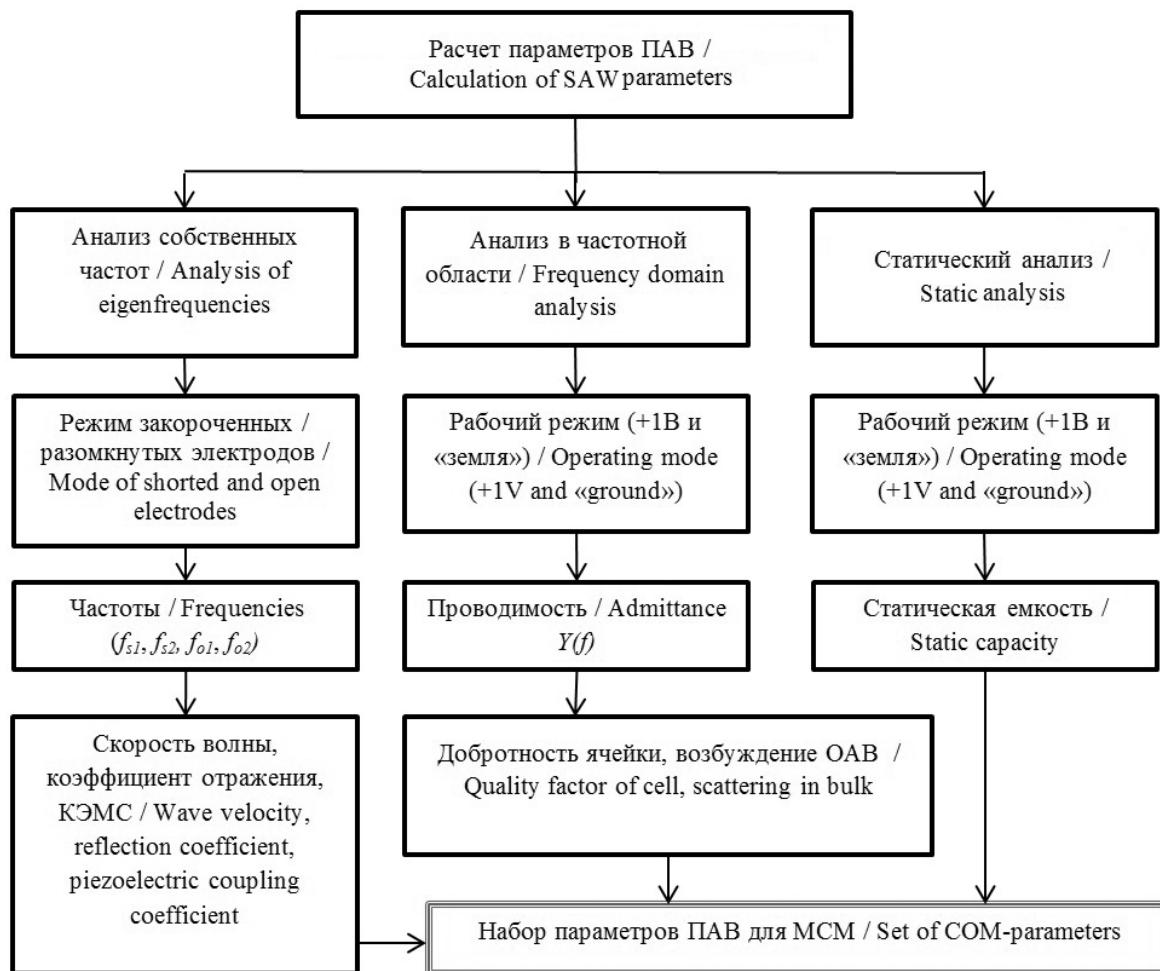 Расчет параметров ПАВ /
Calculation of SAW parameters
Анализ собственных
частот / Analysis of
eigenfrequencies
Анализ в частотной
области / Frequency domain
analysis
Статический анализ /
Static analysis
Режим закороченных /
разомкнутых электродов /
Mode of shorted and open
electrodes
Рабочий режим (+1В и
«земля») / Operating mode
(+1V and «ground»)
Рабочий режим (+1В и
«земля») / Operating mode
(+1V and «ground»)
Частоты / Frequencies
(fs1, fs2, fo1, fo2)
Проводимость / Admittance
Y(f)
Статическая емкость /
Static capacity
Скорость волны,
коэффициент отражения,
КЭМС / Wave velocity,
reflection coefficient,
piezoelectric coupling
coefficient
Добротность ячейки, возбуждение ОАВ /
Quality factor of cell, scattering in bulk
Набор параметров ПАВ для МСМ / Set of COM-parameters